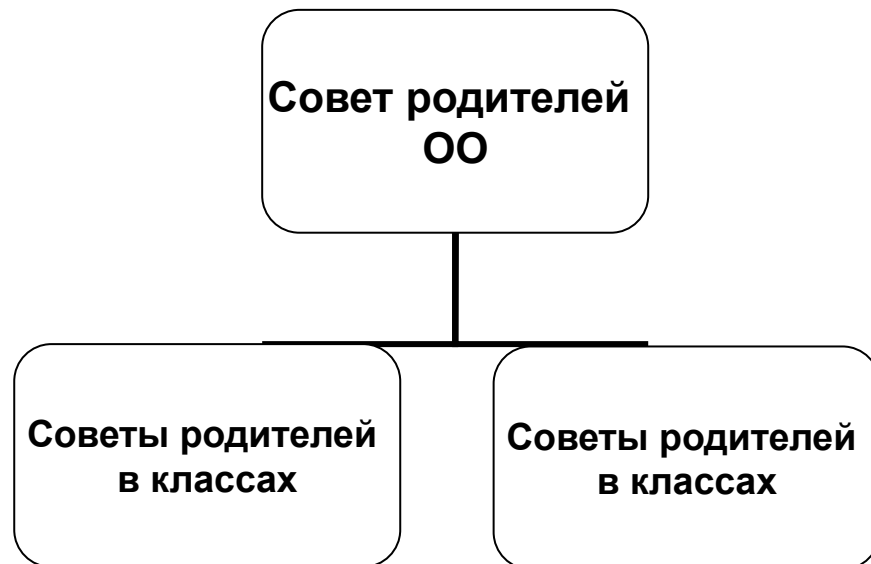 Совет родителей
ОО
Советы родителей
в классах
Советы родителей
в классах